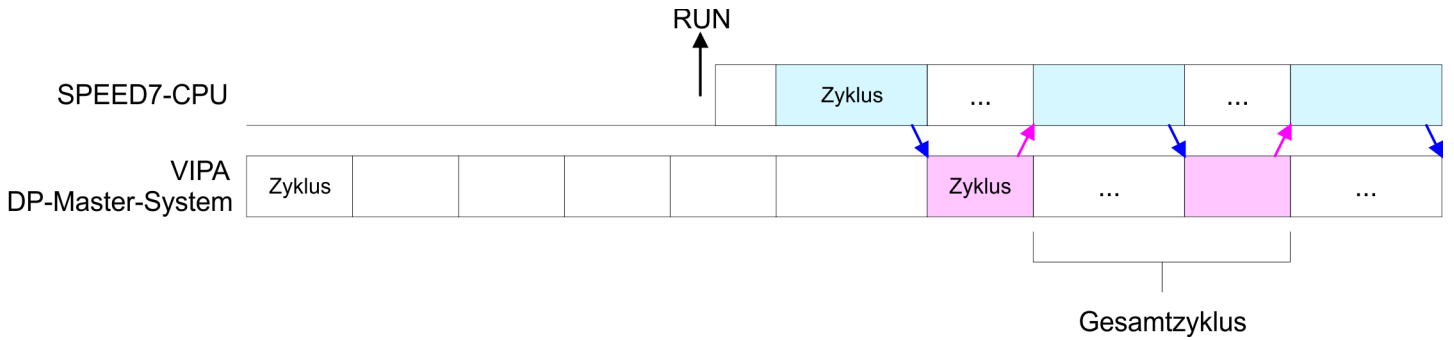 RUN
SPEED7-CPU
Zyklus
...
...
VIPA
DP-Master-System
Zyklus
Zyklus
...
...
Gesamtzyklus